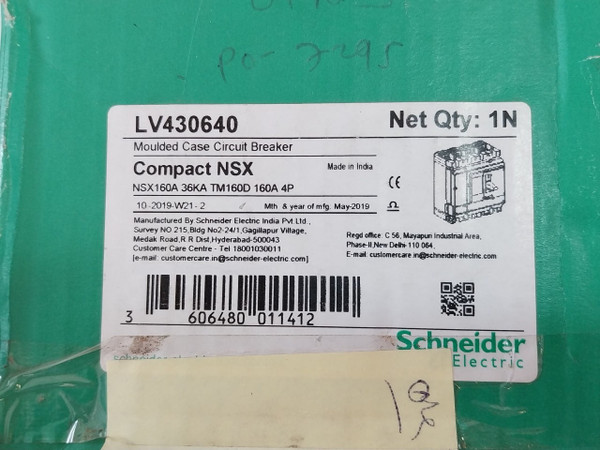 PO-7295
LV430640
Net Qty: 1N
Moulded Case Circuit Breaker
Compact NSX
Made in India
NSX160A 36KA TM160D 160A 4P
10-2019-W21-2
Mth & year of mfg. May-2019
Manufactured By Schneider Electric India Pvt Ltd.,
Survey NO 215,Bldg No2-24/1,Gagillapur Village,
Medak Road,R R Dist,Hyderabad-500043
Customer Care Centre - Tel 18001030011
[e-mail: customercare.in@schneider-electric.com]
Regd office: C 56, Mayapuri Industrial Area,
Phase-II,New Delhi-110 064,
e-mail: customercare.in@schneider-electric.com
CE
3 606480 011412
Schneider
Electric